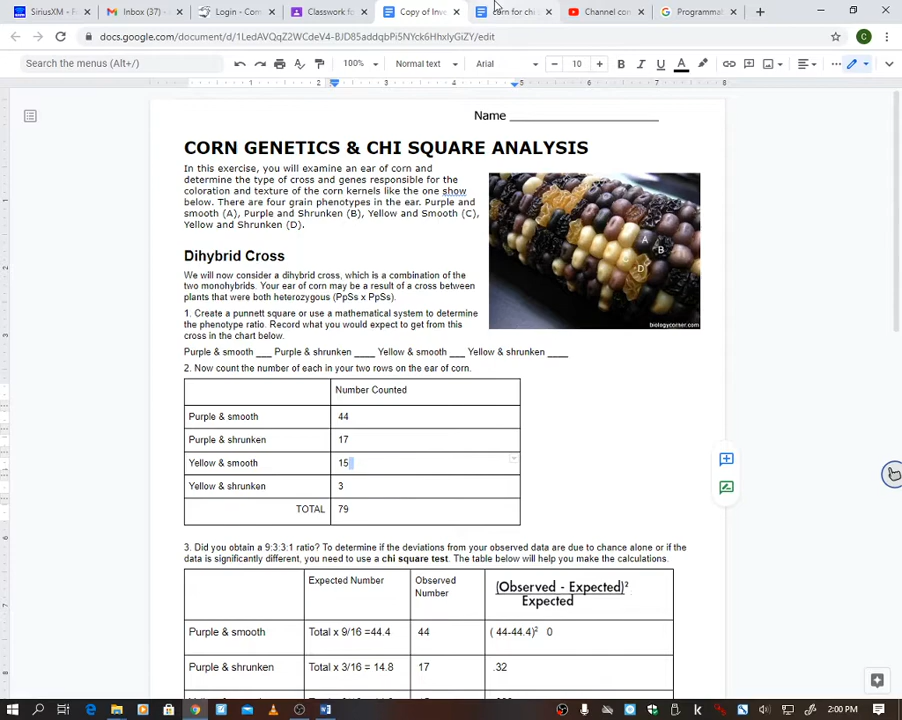 SiriusXM – F
Inbox (37) -
Login - Com
Classwork fo
Copy of Inve
corn for chi
Channel con
Programmat
docs.google.com/document/d/1LedAVQqZ2WCdeV4-BJD85addqbPi5NYKc6HhxIyGIZY/edit
C
Search the menus (Alt+/)
100%
Normal text
Arial
10
B I U A
1 2 3 4 5 6 7 8
Name
CORN GENETICS & CHI SQUARE ANALYSIS
In this exercise, you will examine an ear of corn and
determine the type of cross and genes responsible for the
coloration and texture of the corn kernels like the one show
below. There are four grain phenotypes in the ear. Purple and
smooth (A), Purple and Shrunken (B), Yellow and Smooth (C),
Yellow and Shrunken (D).
A
B
C
D
biologycorner.com
Dihybrid Cross
We will now consider a dihybrid cross, which is a combination of the
two monohybrids. Your ear of corn may be a result of a cross between
plants that were both heterozygous (PpSs x PpSs).
1. Create a punnett square or use a mathematical system to determine
the phenotype ratio. Record what you would expect to get from this
cross in the chart below.
Purple & smooth ___ Purple & shrunken ____ Yellow & smooth ___ Yellow & shrunken ____
2. Now count the number of each in your two rows on the ear of corn.
Number Counted
Purple & smooth 44
Purple & shrunken 17
Yellow & smooth 15
Yellow & shrunken 3
TOTAL 79
3. Did you obtain a 9:3:3:1 ratio? To determine if the deviations from your observed data are due to chance alone or if the
data is significantly different, you need to use a chi square test. The table below will help you make the calculations.
Expected Number
Observed
Number
(Observed - Expected)²
Expected
Purple & smooth Total x 9/16 =44.4 44 ( 44-44.4)² 0
Purple & shrunken Total x 3/16 = 14.8 17 .32
2:00 PM